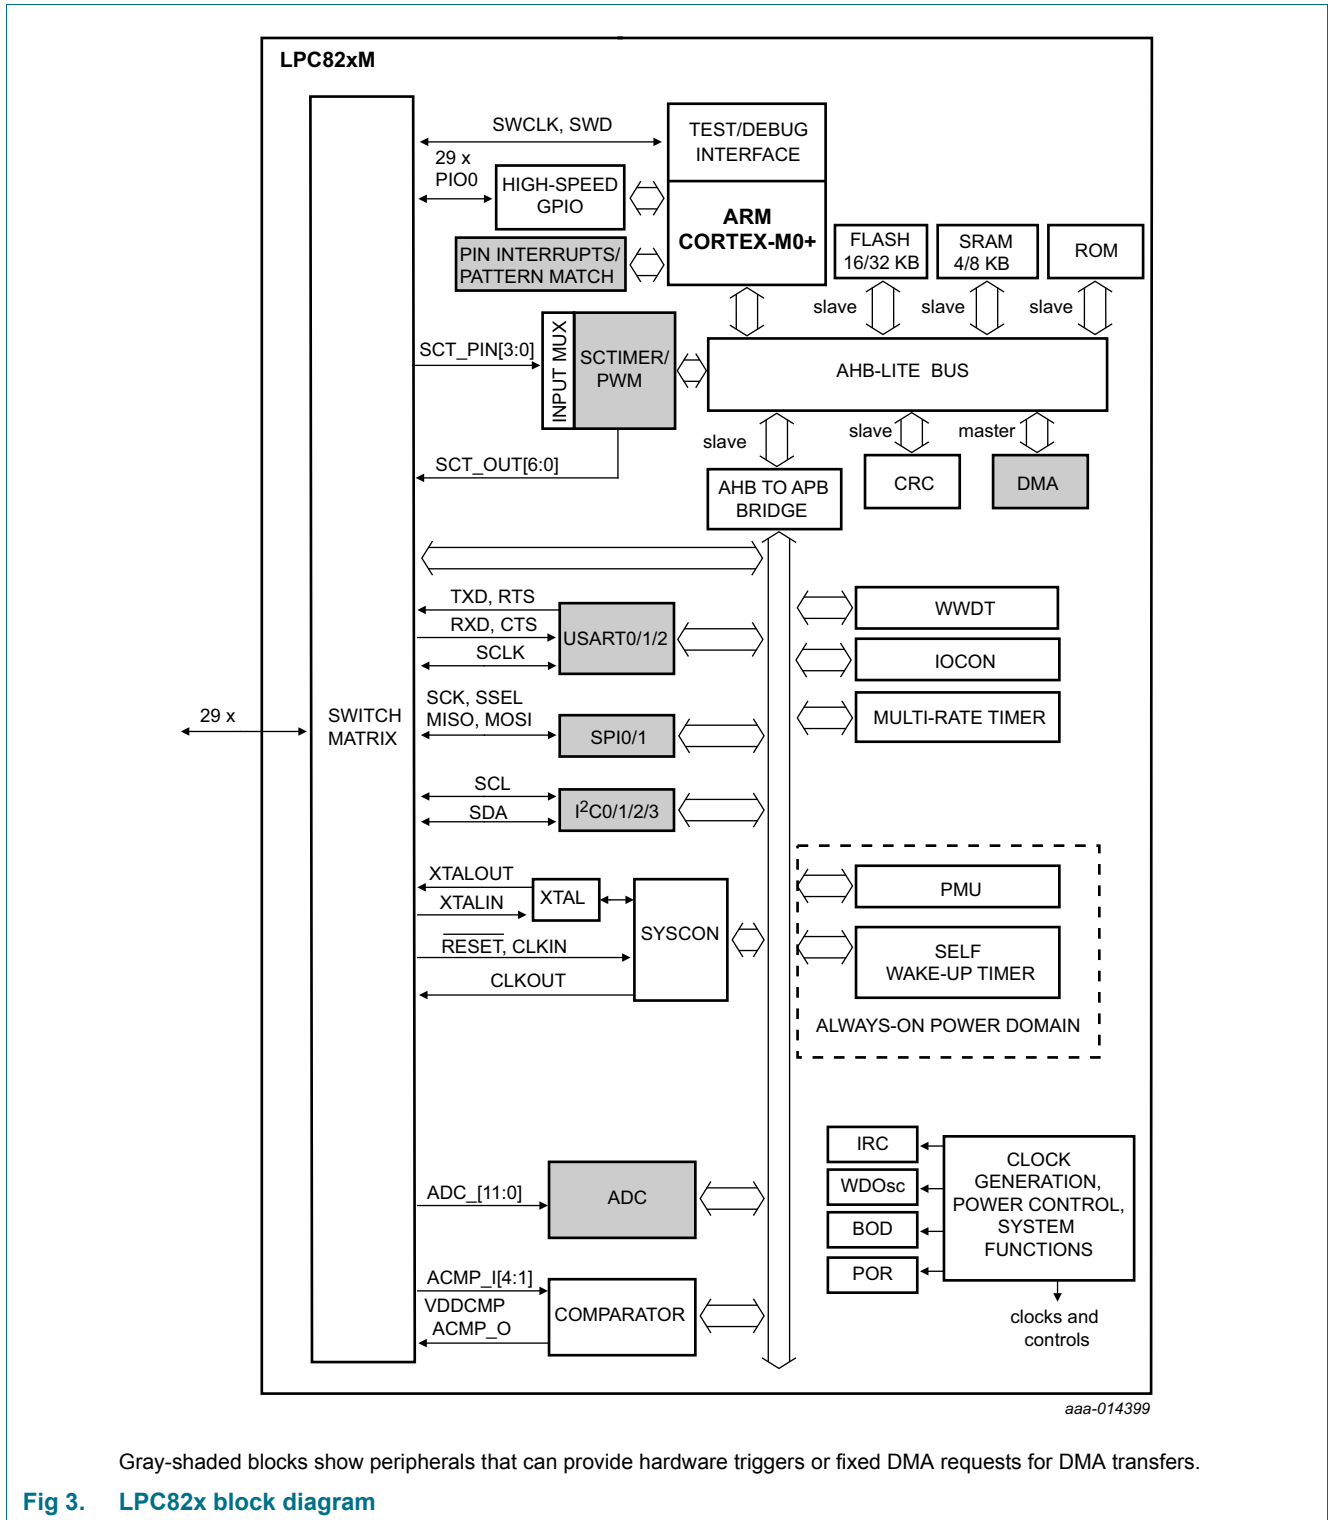 LPC82xM
SWCLK, SWD
TEST/DEBUG
INTERFACE
29 x
PIO0
HIGH-SPEED
GPIO
ARM
CORTEX-M0+
PIN INTERRUPTS/
PATTERN MATCH
FLASH
16/32 KB
SRAM
4/8 KB
ROM
slave
slave
slave
SCT_PIN[3:0]
INPUT MUX
SCTIMER/
PWM
AHB-LITE BUS
slave
slave
master
SCT_OUT[6:0]
AHB TO APB
BRIDGE
CRC
DMA
TXD, RTS
RXD, CTS
SCLK
USART0/1/2
WWDT
IOCON
MULTI-RATE TIMER
29 x
SWITCH
MATRIX
SCK, SSEL
MISO, MOSI
SPI0/1
SCL
SDA
I2C0/1/2/3
XTALOUT
XTALIN
XTAL
RESET, CLKIN
CLKOUT
SYSCON
PMU
SELF
WAKE-UP TIMER
ALWAYS-ON POWER DOMAIN
IRC
WDOsc
BOD
POR
CLOCK
GENERATION,
POWER CONTROL,
SYSTEM
FUNCTIONS
clocks and
controls
ADC_[11:0]
ADC
ACMP_I[4:1]
VDDCMP
ACMP_O
COMPARATOR
aaa-014399
Gray-shaded blocks show peripherals that can provide hardware triggers or fixed DMA requests for DMA transfers.
Fig 3. LPC82x block diagram